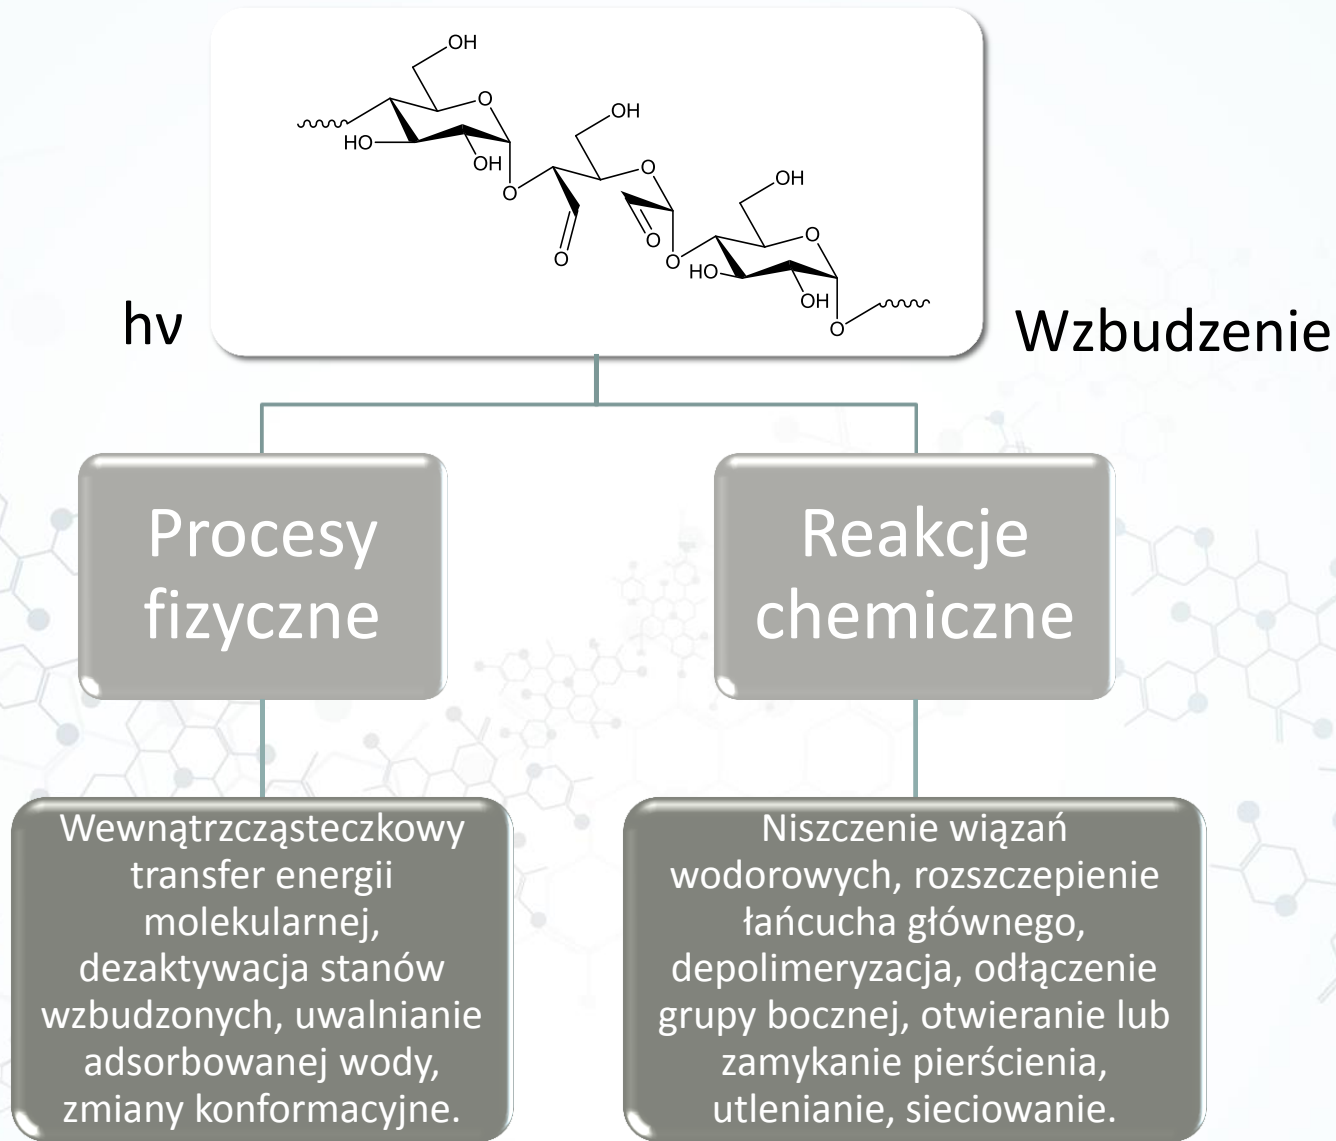 OH
O
OH
HO
OH
O
O
OH
O
O
O
O
HO
OH
O
hν
Wzbudzenie
Procesy
fizyczne
Reakcje
chemiczne
Wewnątrzcząsteczkowy
transfer energii
molekularnej,
dezaktywacja stanów
wzbudzonych, uwalnianie
adsorbowanej wody,
zmiany konformacyjne.
Niszczenie wiązań
wodorowych, rozszczepienie
łańcucha głównego,
depolimeryzacja, odłączenie
grupy bocznej, otwieranie lub
zamykanie pierścienia,
utlenianie, sieciowanie.